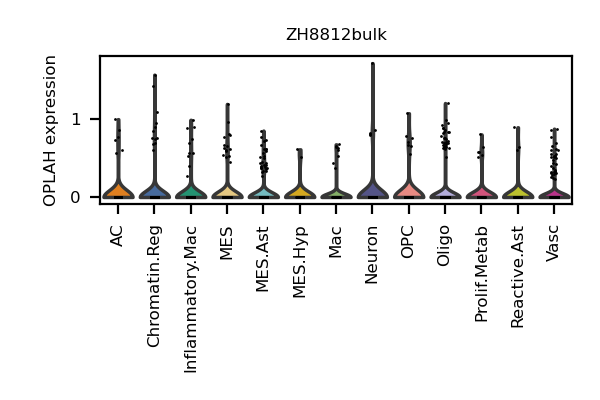 ZH8812bulk
OPLAH expression
1
0
AC
Chromatin.Reg
Inflammatory.Mac
MES
MES.Ast
MES.Hyp
Mac
Neuron
OPC
Oligo
Prolif.Metab
Reactive.Ast
Vasc